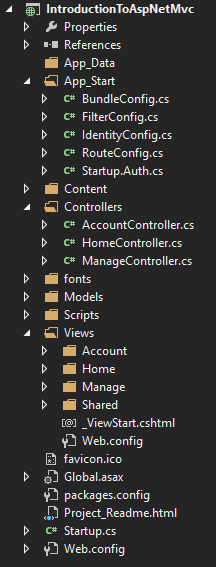 IntroductionToAspNetMvc
Properties
References
App_Data
App_Start
BundleConfig.cs
FilterConfig.cs
IdentityConfig.cs
RouteConfig.cs
Startup.Auth.cs
Content
Controllers
AccountController.cs
HomeController.cs
ManageController.cs
fonts
Models
Scripts
Views
Account
Home
Manage
Shared
_ViewStart.cshtml
Web.config
favicon.ico
Global.asax
packages.config
Project_Readme.html
Startup.cs
Web.config